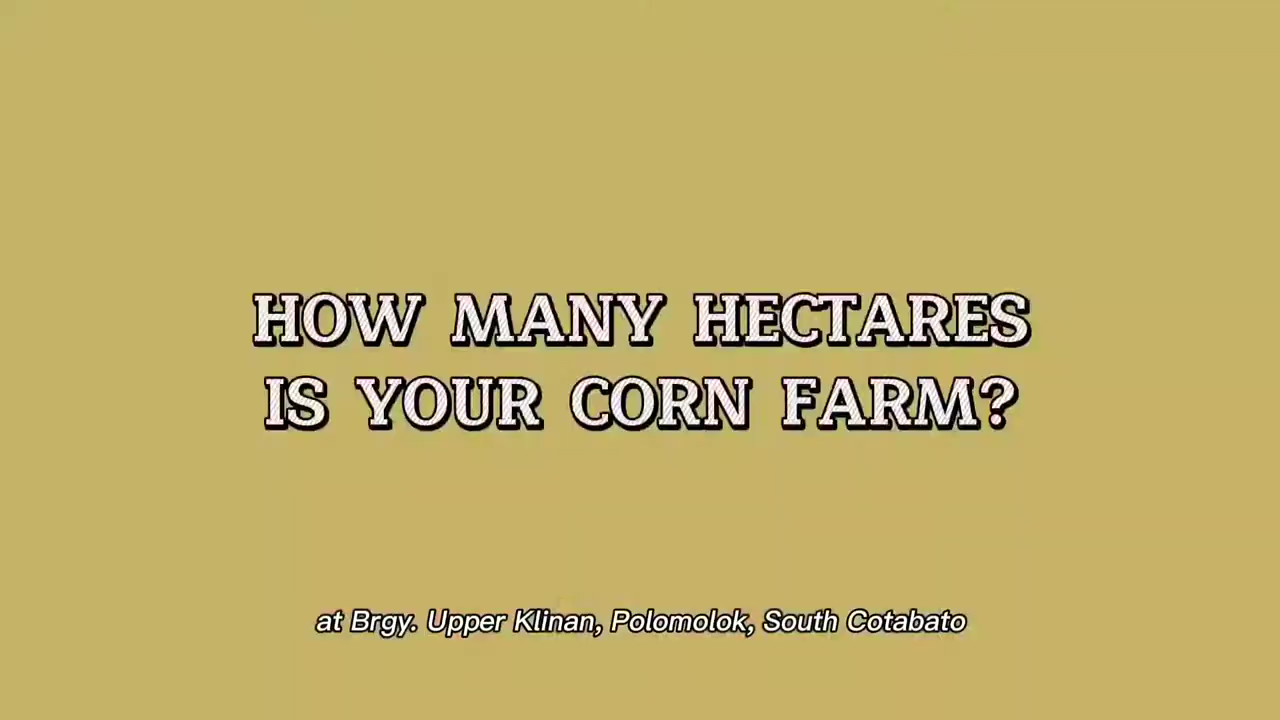 HOW MANY HECTARES
IS YOUR CORN FARM?
at Brgy. Upper Klinan, Polomolok, South Cotabato